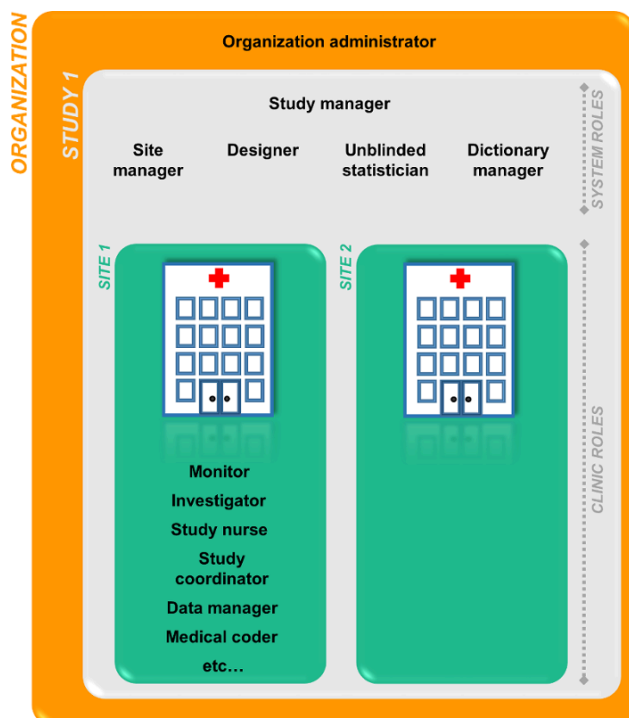 ORGANIZATION
Organization administrator
STUDY 1
Study manager
SYSTEM ROLES
Site
manager
Designer
Unblinded
statistician
Dictionary
manager
SITE 1
SITE 2
CLINIC ROLES
Monitor
Investigator
Study nurse
Study
coordinator
Data manager
Medical coder
etc…